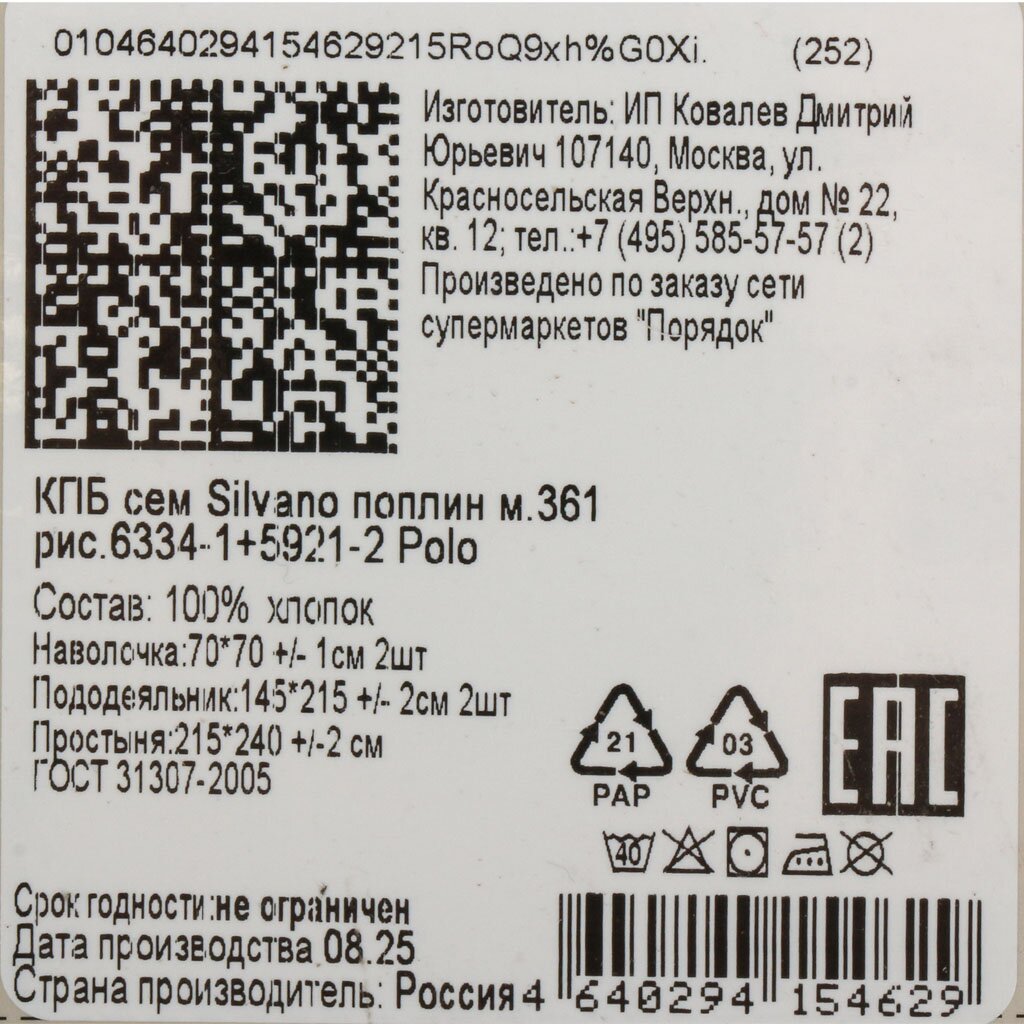 0104640294154629215RoQ9xh%G0Xi. (252)
Изготовитель: ИП Ковалев Дмитрий
Юрьевич 107140, Москва, ул.
Красносельская Верхн., дом № 22,
кв. 12; тел.:+7 (495) 585-57-57 (2)
Произведено по заказу сети
супермаркетов "Порядок"
КПБ сем Silvano поплин м.361
рис.6334-1+5921-2 Polo
Состав: 100% хлопок
Наволочка:70*70 +/- 1см 2шт
Пододеяльник:145*215 +/- 2см 2шт
Простыня:215*240 +/-2 см
ГОСТ 31307-2005
21 03
PAP PVC
EAC
40
Срок годности:не ограничен
Дата производства 08.25
Страна производитель: Россия
4 640294 154629